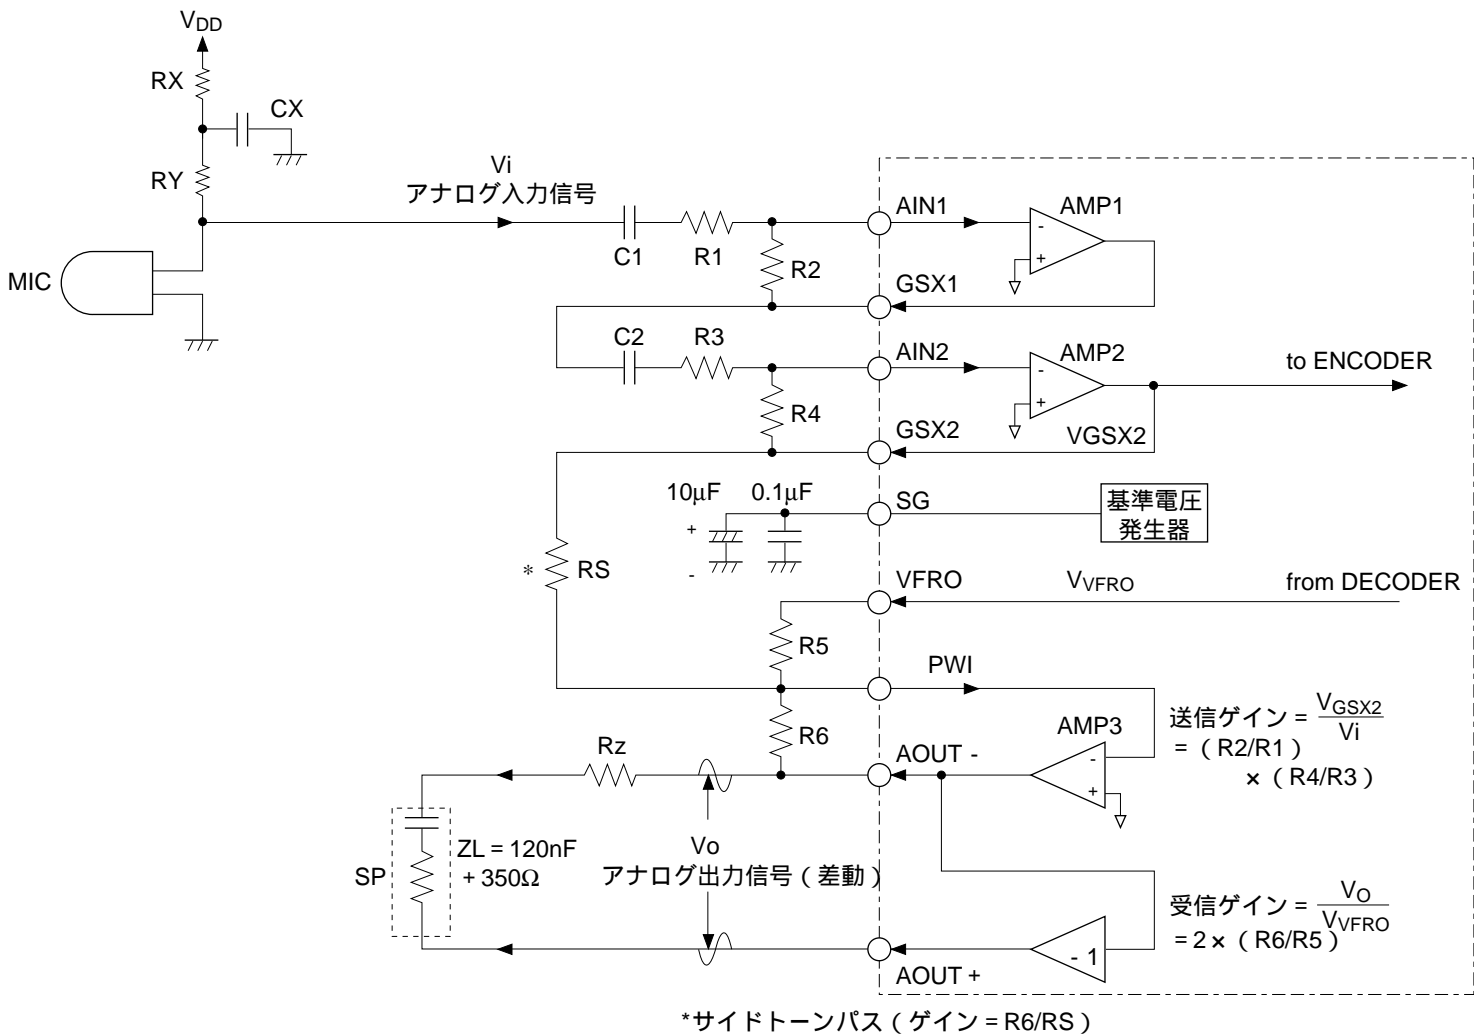 VDD
RX
CX
RY
Vi
アナログ入力信号
MIC
C1
R1
R2
AIN1
AMP1
-
+
GSX1
C2
R3
R4
AIN2
AMP2
-
+
to ENCODER
GSX2
VGSX2
10μF
0.1μF
+
-
SG
基準電圧
発生器
* RS
VFRO
VVFRO
from DECODER
R5
PWI
R6
AMP3
-
+
送信ゲイン = VGSX2
Vi
= ( R2/R1 )
× ( R4/R3 )
Rz
AOUT -
SP
ZL = 120nF
+ 350Ω
Vo
アナログ出力信号 ( 差動 )
受信ゲイン = VO
VVFRO
= 2 × ( R6/R5 )
- 1
AOUT +
*サイドトーンパス ( ゲイン = R6/RS )